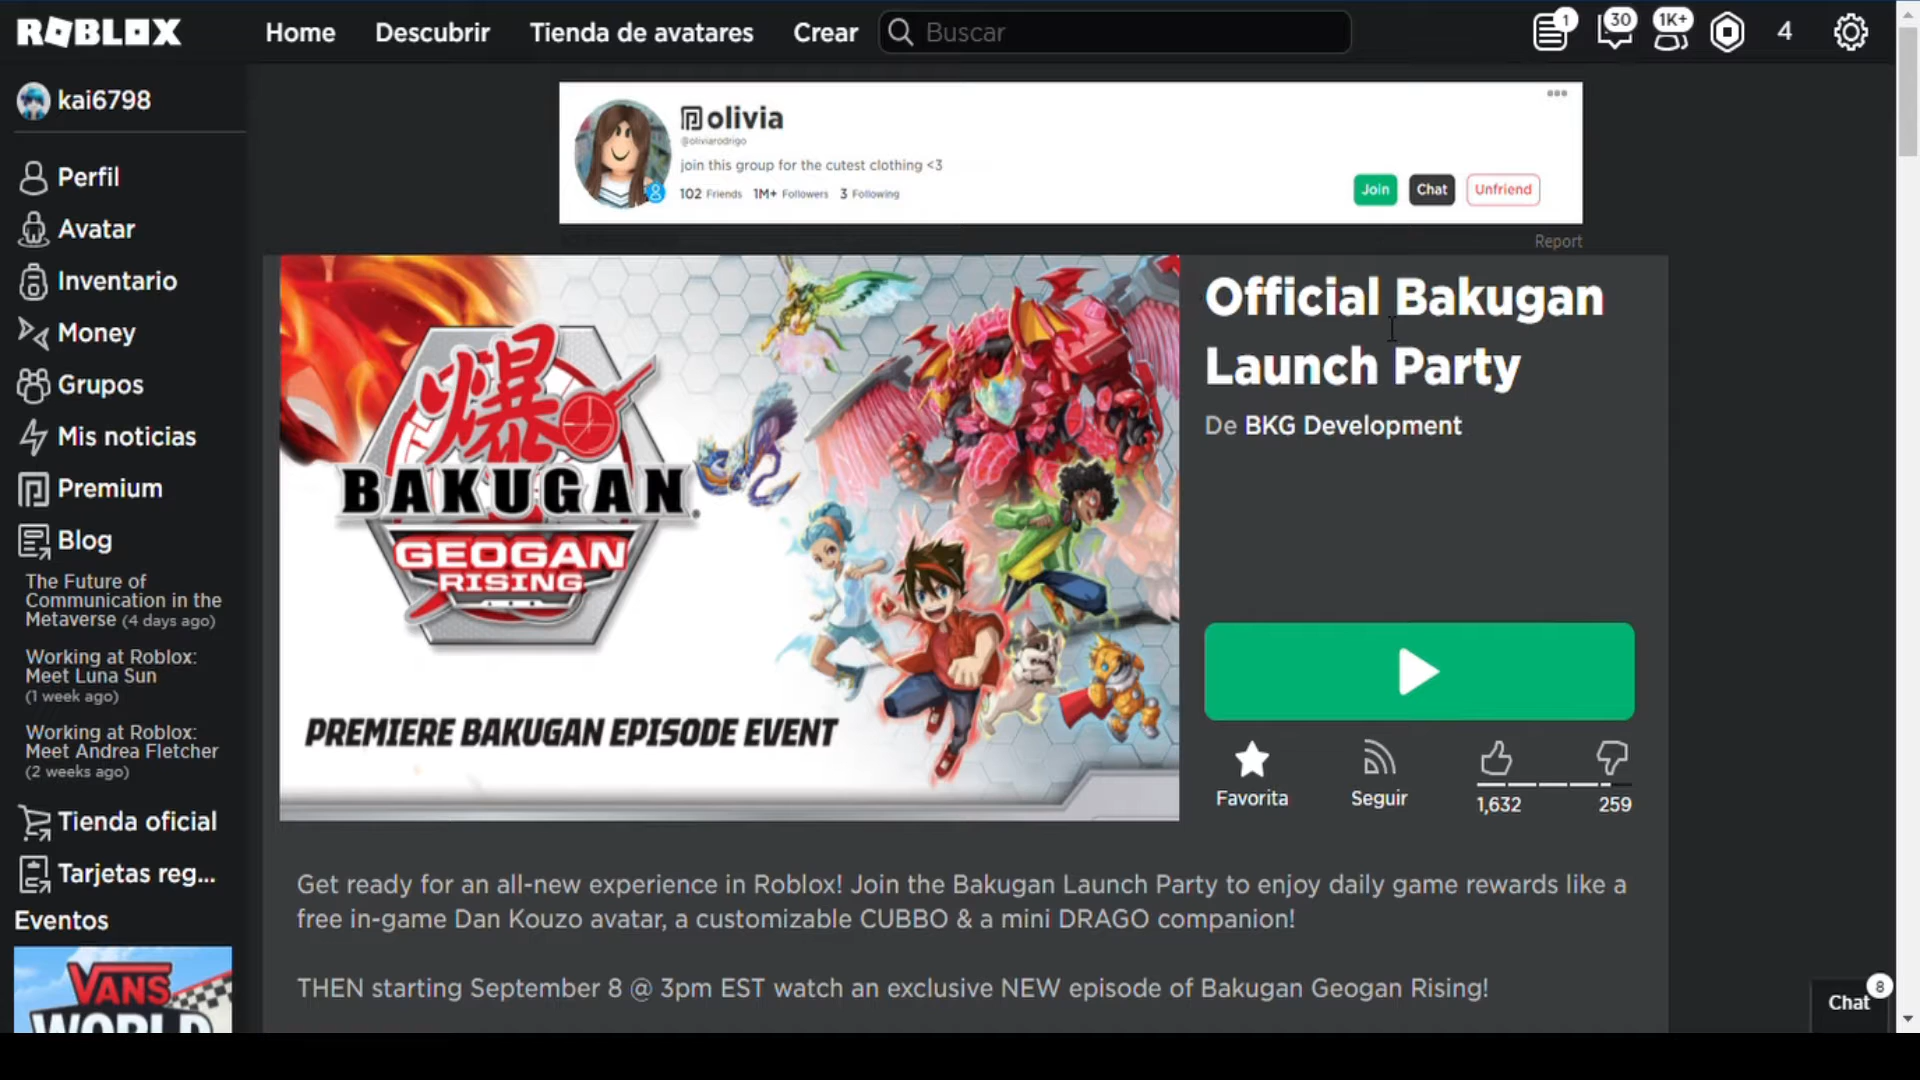 ROBLOX
Home
Descubrir
Tienda de avatares
Crear
Buscar
1
30
1K+
4
kai6798
Perfil
Avatar
Inventario
Money
Grupos
Mis noticias
Premium
Blog
The Future of
Communication in the
Metaverse (4 days ago)
Working at Roblox:
Meet Luna Sun
(1 week ago)
Working at Roblox:
Meet Andrea Fletcher
(2 weeks ago)
Tienda oficial
Tarjetas reg...
Eventos
VANS
WORLD
olivia
@oliviarodrigo
join this group for the cutest clothing <3
102 Friends 1M+ Followers 3 Following
Join
Chat
Unfriend
Report
爆
BAKUGAN
GEOGAN
RISING
PREMIERE BAKUGAN EPISODE EVENT
Official Bakugan
Launch Party
De BKG Development
Favorita
Seguir
1,632
259
Get ready for an all-new experience in Roblox! Join the Bakugan Launch Party to enjoy daily game rewards like a
free in-game Dan Kouzo avatar, a customizable CUBBO & a mini DRAGO companion!
THEN starting September 8 @ 3pm EST watch an exclusive NEW episode of Bakugan Geogan Rising!
Chat
8